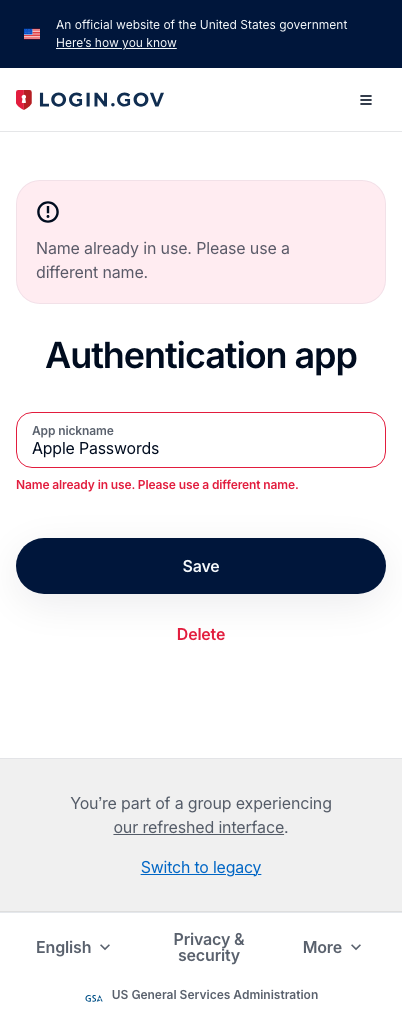 An official website of the United States government
Here’s how you know
LOGIN.GOV
Name already in use. Please use a
different name.
Authentication app
App nickname
Apple Passwords
Name already in use. Please use a different name.
Save
Delete
You’re part of a group experiencing
our refreshed interface.
Switch to legacy
English
Privacy &
security
More
GSA
US General Services Administration